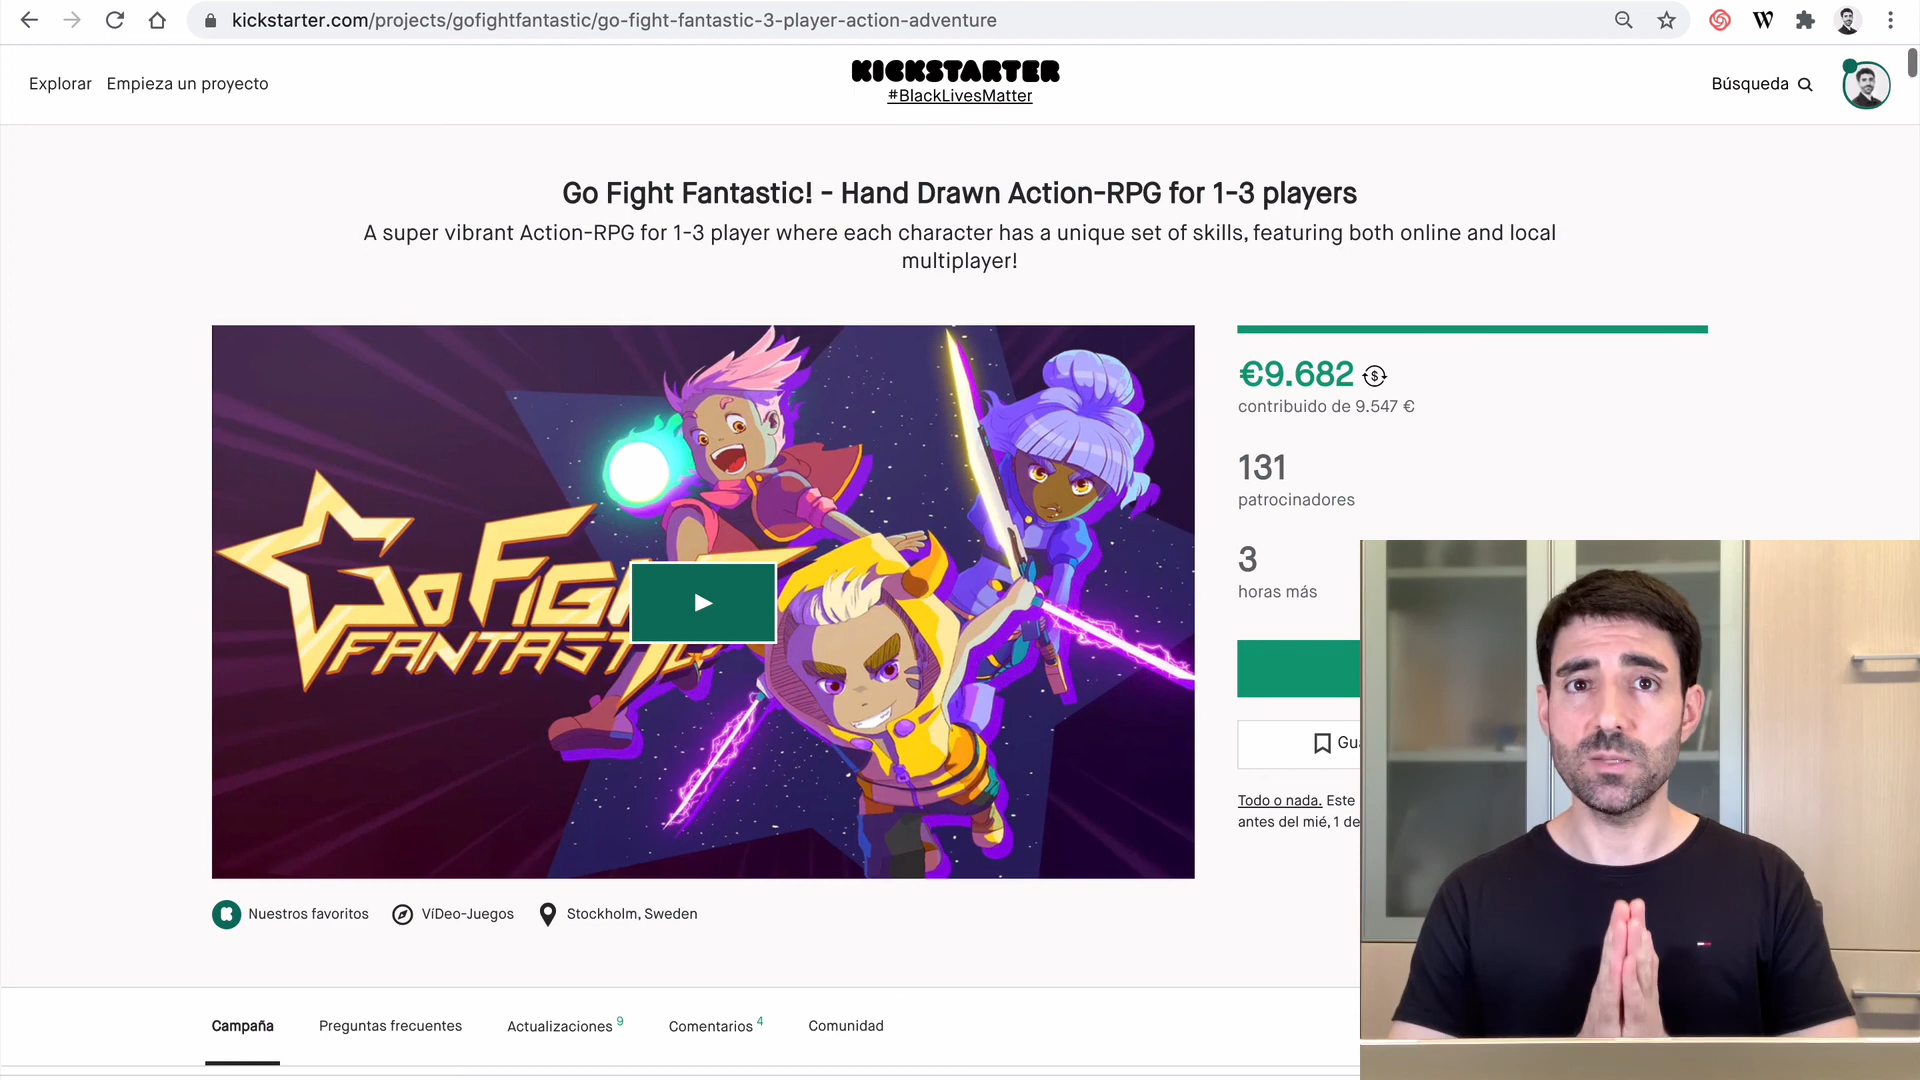 kickstarter.com/projects/gofightfantastic/go-fight-fantastic-3-player-action-adventure
Explorar
Empieza un proyecto
KICKSTARTER
#BlackLivesMatter
Búsqueda
Go Fight Fantastic! - Hand Drawn Action-RPG for 1-3 players
A super vibrant Action-RPG for 1-3 player where each character has a unique set of skills, featuring both online and local
multiplayer!
€9.682
contribuido de 9.547 €
131
patrocinadores
3
horas más
Todo o nada. Este
antes del mié, 1 de
Nuestros favoritos
VíDeo-Juegos
Stockholm, Sweden
Campaña
Preguntas frecuentes
Actualizaciones 9
Comentarios 4
Comunidad